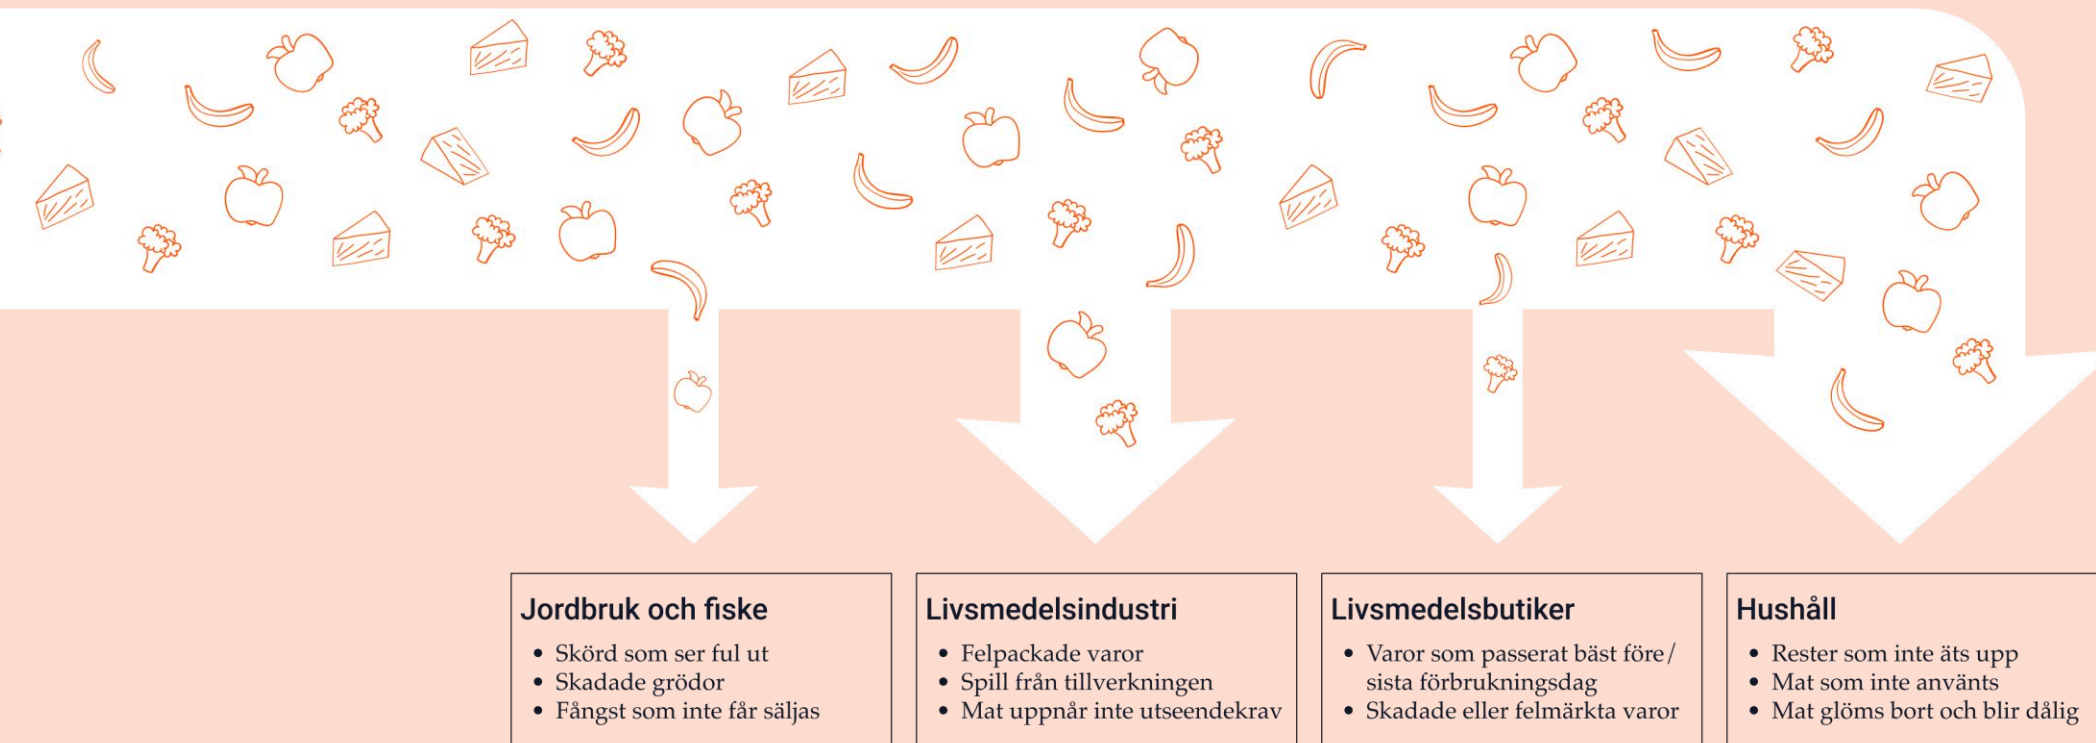 Jordbruk och fiske
• Skörd som ser ful ut
• Skadade grödor
• Fångst som inte får säljas
Livsmedelsindustri
• Felpackade varor
• Spill från tillverkningen
• Mat uppnår inte utseendekrav
Livsmedelsbutiker
• Varor som passerat bäst före/
sista förbrukningsdag
• Skadade eller felmärkta varor
Hushåll
• Rester som inte äts upp
• Mat som inte använts
• Mat glöms bort och blir dålig